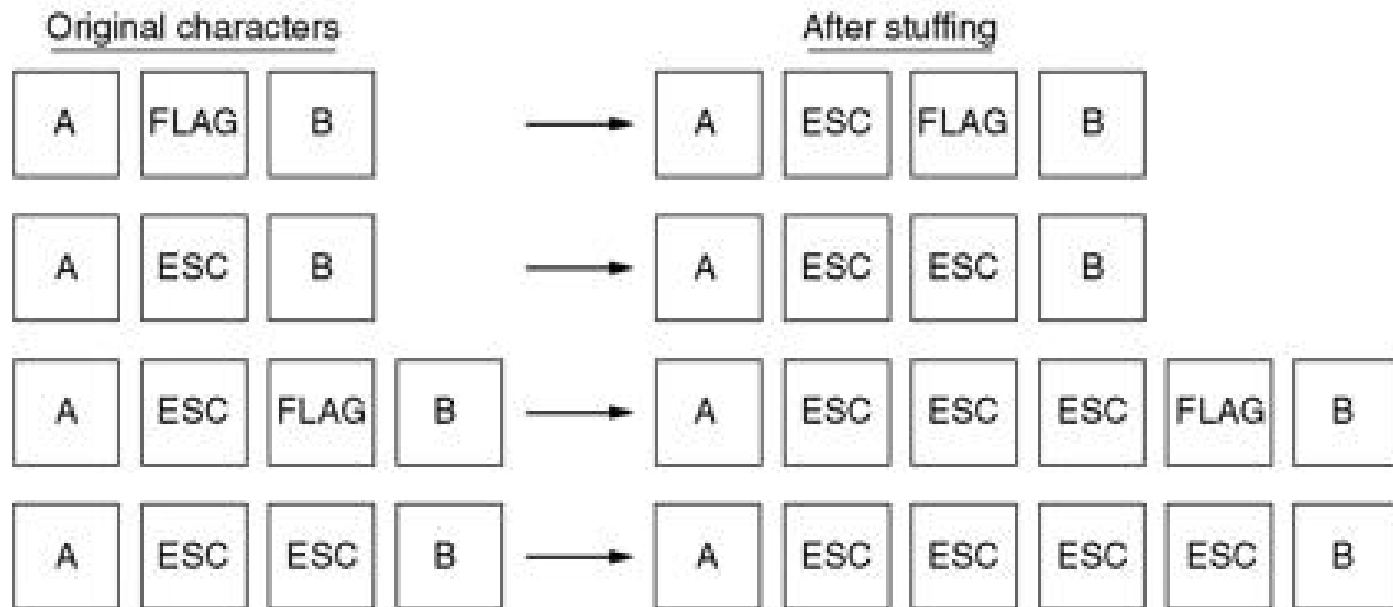 Original characters After stuffing
A FLAG B A ESC FLAG B
A ESC B A ESC ESC B
A ESC FLAG B A ESC ESC ESC FLAG B
A ESC ESC B A ESC ESC ESC ESC B